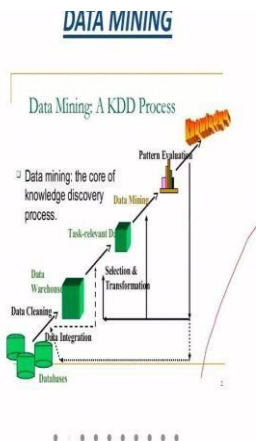 DATA MINING
Data Mining: A KDD Process
Knowledge
Pattern Evaluation
Data mining: the core of
knowledge discovery
process.
Data Mining
Task-relevant D
Data
Warehouse
Selection &
Transformation
Data Cleaning
Data Integration
Databases